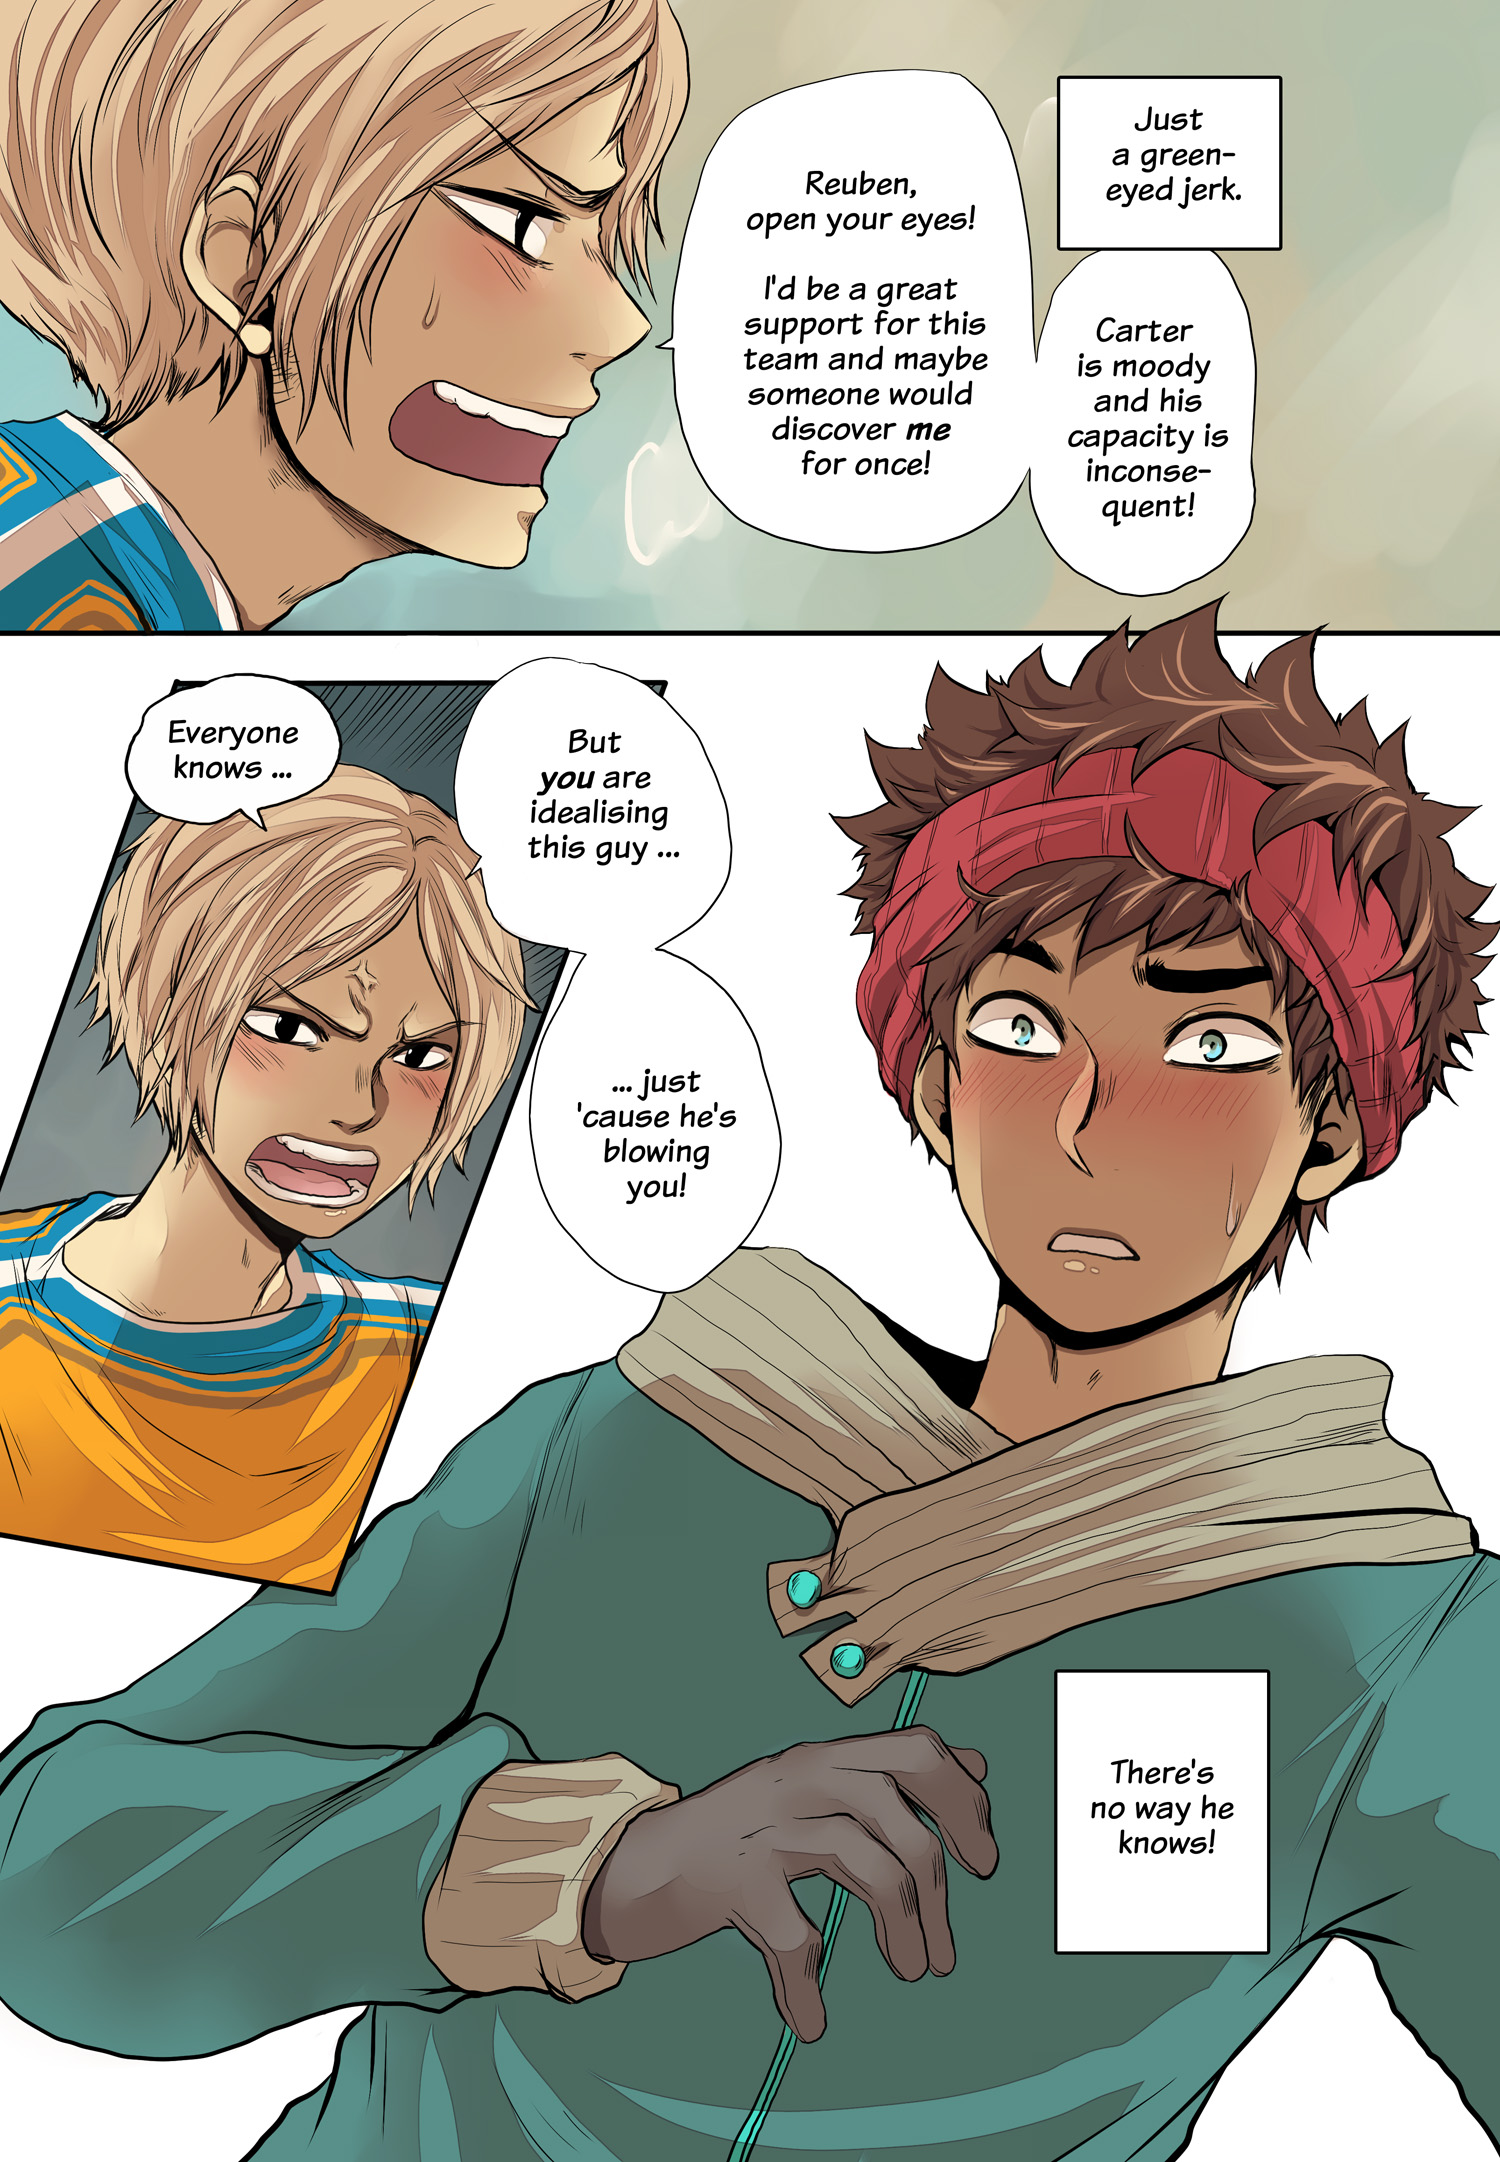 Just
a green-
eyed jerk.
Reuben,
open your eyes!
I'd be a great
support for this
team and maybe
someone would
discover me
for once!
Carter
is moody
and his
capacity is
inconse-
quent!
Everyone
knows ...
But
you are
idealising
this guy ...
... just
'cause he's
blowing
you!
There's
no way he
knows!